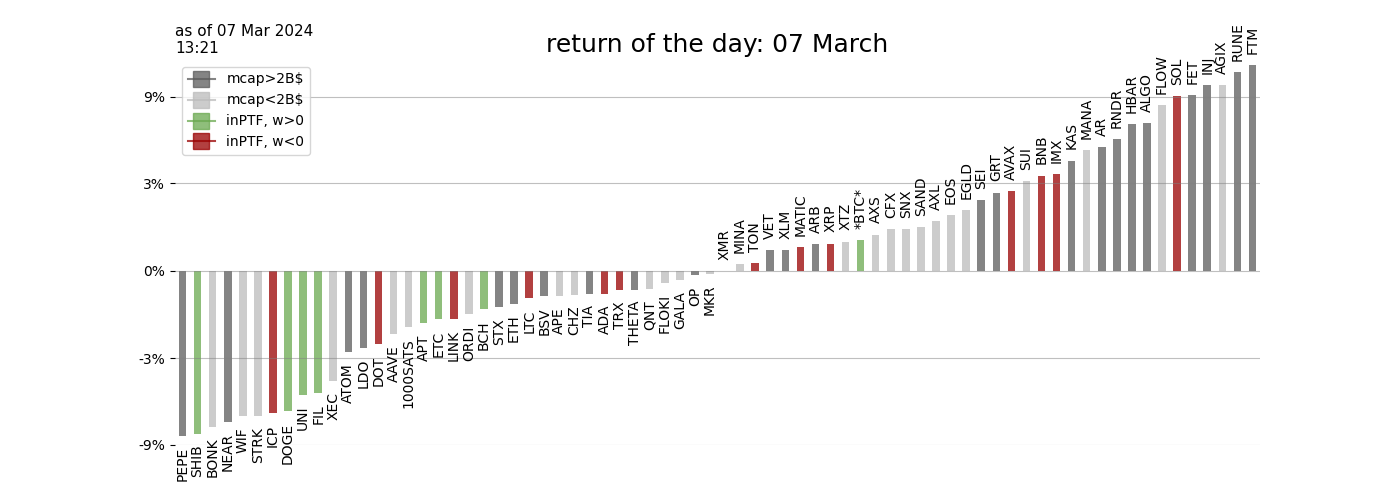 as of 07 Mar 2024
13:21
return of the day: 07 March
mcap>2B$
mcap<2B$
inPTF, w>0
inPTF, w<0
9%
3%
0%
-3%
-9%
PEPE
SHIB
BONK
NEAR
WIF
STRK
ICP
DOGE
UNI
FIL
XEC
ATOM
LDO
DOT
AAVE
1000SATS
APT
ETC
LINK
ORDI
BCH
STX
ETH
LTC
BSV
APE
CHZ
TIA
ADA
TRX
THETA
QNT
FLOKI
GALA
OP
MKR
XMR
MINA
TON
VET
XLM
MATIC
ARB
XRP
XTZ
*BTC*
AXS
CFX
SNX
SAND
AXL
EOS
EGLD
SEI
GRT
AVAX
SUI
BNB
IMX
KAS
MANA
AR
RNDR
HBAR
ALGO
FLOW
SOL
FET
INJ
AGIX
RUNE
FTM